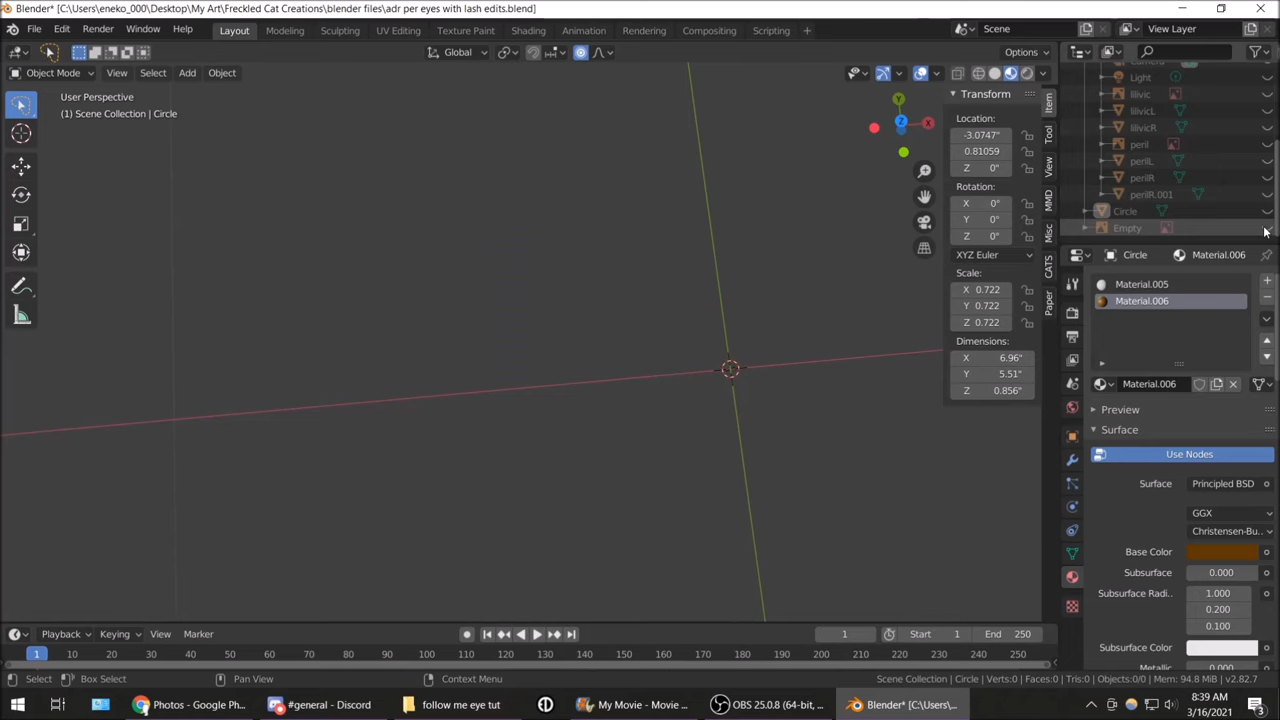 Blender* [C:\Users\eneko_000\Desktop\My Art\Freckled Cat Creations\blender files\adr per eyes with lash edits.blend]
File Edit Render Window Help Layout Modeling Sculpting UV Editing Texture Paint Shading Animation Rendering Compositing Scripting + Scene View Layer
Global Options
Object Mode View Select Add Object
User Perspective
(1) Scene Collection | Circle
Y
Z
X
Transform
Location:
-3.0747"
0.81059
Z 0"
Rotation:
X 0°
Y 0°
Z 0°
XYZ Euler
Scale:
X 0.722
Y 0.722
Z 0.722
Dimensions:
X 6.96"
Y 5.51"
Z 0.856"
Item
Tool
View
MMD
Misc
CATS
Paper
Camera
Light
lilivic
lilivicL
lilivicR
peril
perilL
perilR
perilR.001
Circle
Empty
Circle Material.006
Material.005
Material.006
Material.006
Preview
Surface
Use Nodes
Surface Principled BSD
GGX
Christensen-Bu..
Base Color
Subsurface 0.000
Subsurface Radi.. 1.000
0.200
0.100
Subsurface Color
Metallic 0.000
Playback Keying View Marker 1 Start 1 End 250
1 10 20 30 40 50 60 70 80 90 100 110 120 130 140 150 160 170 180 190 200 210 220 230 240 250
Select Box Select Pan View Context Menu Scene Collection | Circle | Verts:0 | Faces:0 | Tris:0 | Objects:0/0 | Mem: 94.8 MiB | v2.82.7
Photos - Google Ph... #general - Discord follow me eye tut My Movie - Movie ... OBS 25.0.8 (64-bit, ... Blender* [C:\Users\... 8:39 AM
3/16/2021
3